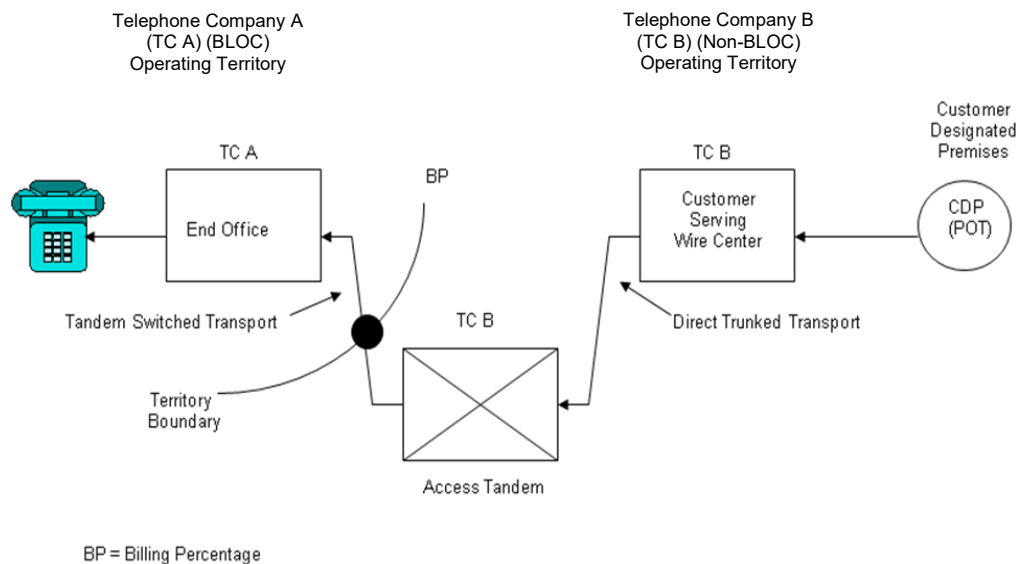 Telephone Company A
(TC A) (BLOC)
Operating Territory
Telephone Company B
(TC B) (Non-BLOC)
Operating Territory
Customer
Designated
Premises
TC A
BP
TC B
End Office
Customer
Serving
Wire Center
CDP
(POT)
Tandem Switched Transport
TC B
Direct Trunked Transport
Territory
Boundary
Access Tandem
BP = Billing Percentage